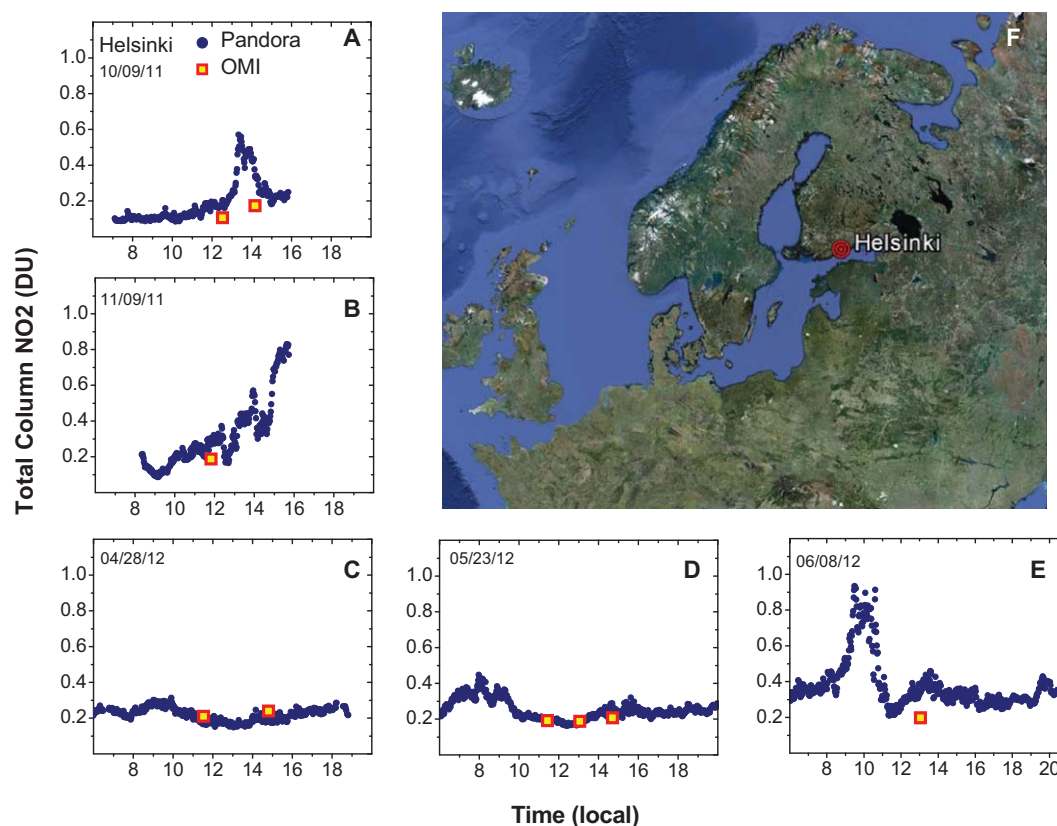 A
Helsinki
Pandora
10/09/11
OMI
1.0
0.8
0.6
0.4
0.2
8 10 12 14 16 18
B
11/09/11
1.0
0.8
0.6
0.4
0.2
8 10 12 14 16 18
F
Helsinki
C
04/28/12
1.0
0.8
0.6
0.4
0.2
8 10 12 14 16 18
D
05/23/12
1.0
0.8
0.6
0.4
0.2
8 10 12 14 16 18
E
06/08/12
1.0
0.8
0.6
0.4
0.2
8 10 12 14 16 18 20
Total Column NO2 (DU)
Time (local)